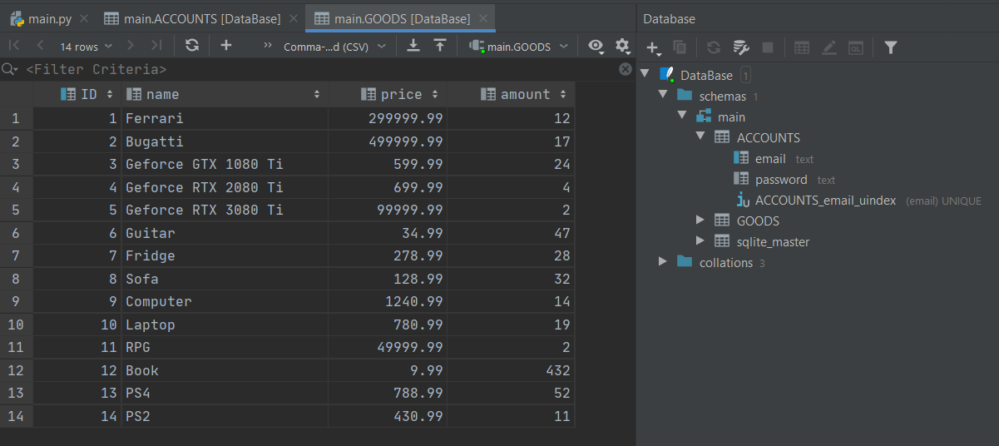 main.py main.ACCOUNTS [DataBase] main.GOODS [DataBase]
14 rows Comma-...d (CSV) main.GOODS
<Filter Criteria>
ID name price amount
1 1 Ferrari 299999.99 12
2 2 Bugatti 499999.99 17
3 3 Geforce GTX 1080 Ti 599.99 24
4 4 Geforce RTX 2080 Ti 699.99 4
5 5 Geforce RTX 3080 Ti 99999.99 2
6 6 Guitar 34.99 47
7 7 Fridge 278.99 28
8 8 Sofa 128.99 32
9 9 Computer 1240.99 14
10 10 Laptop 780.99 19
11 11 RPG 49999.99 2
12 12 Book 9.99 432
13 13 PS4 788.99 52
14 14 PS2 430.99 11
Database
QL
DataBase 1
schemas 1
main
ACCOUNTS
email text
password text
ACCOUNTS_email_uindex (email) UNIQUE
GOODS
sqlite_master
collations 3